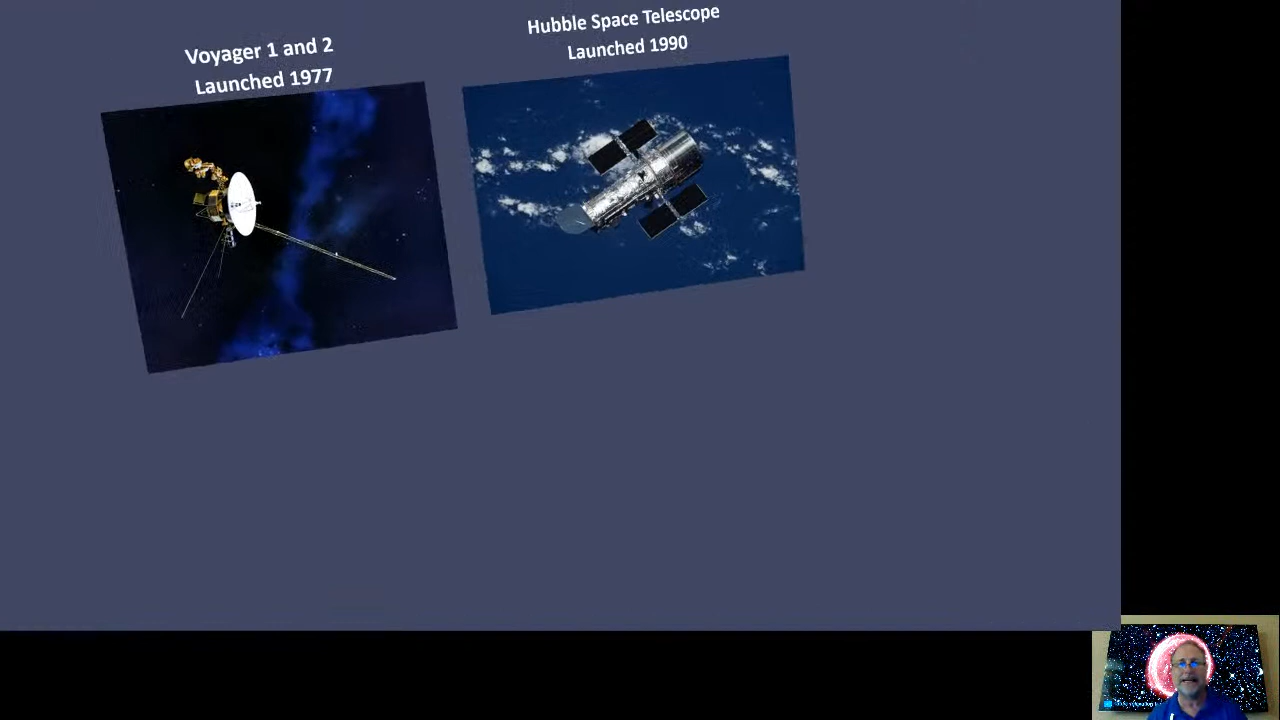 Voyager 1 and 2
Launched 1977
Hubble Space Telescope
Launched 1990